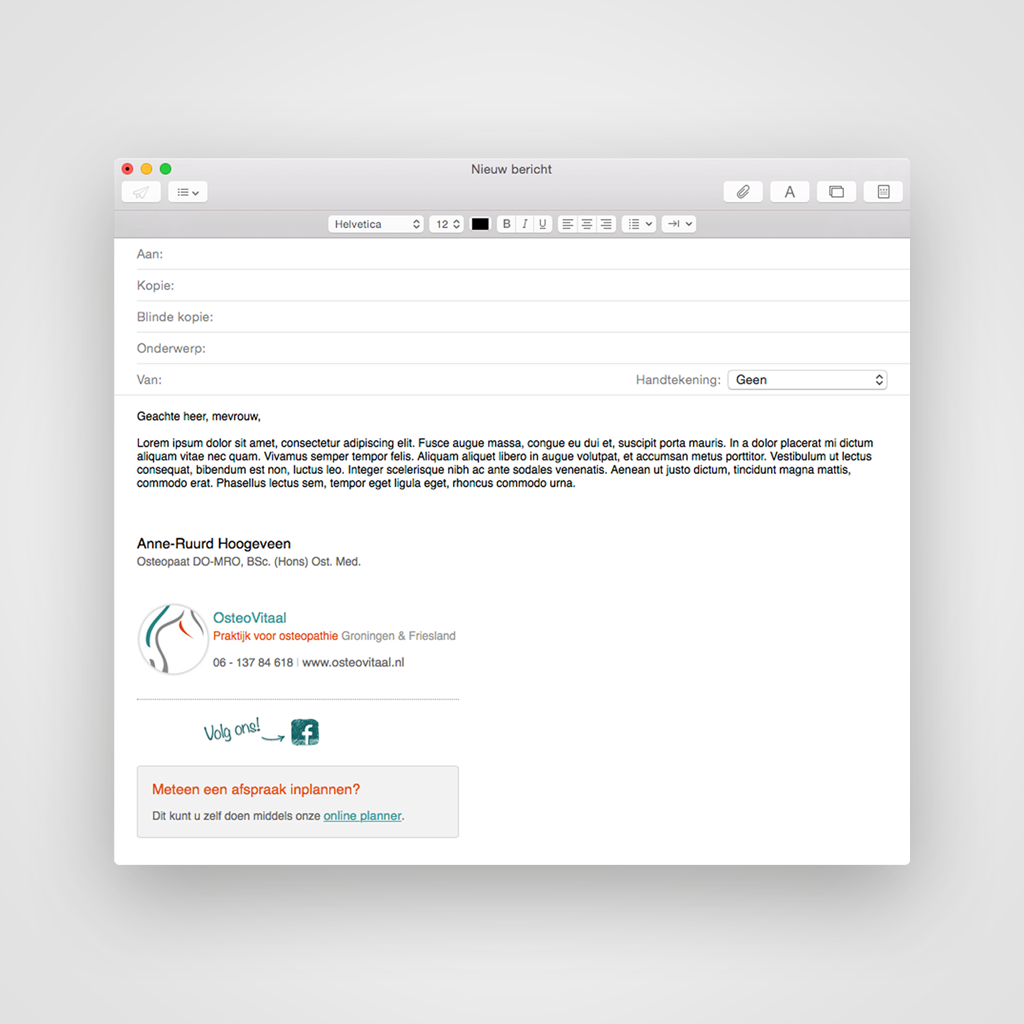 Nieuw bericht
A
Helvetica 12 B I U
Aan:
Kopie:
Blinde kopie:
Onderwerp:
Van: Handtekening: Geen
Geachte heer, mevrouw,
Lorem ipsum dolor sit amet, consectetur adipiscing elit. Fusce augue massa, congue eu dui et, suscipit porta mauris. In a dolor placerat mi dictum
aliquam vitae nec quam. Vivamus semper tempor felis. Aliquam aliquet libero in augue volutpat, et accumsan metus porttitor. Vestibulum ut lectus
consequat, bibendum est non, luctus leo. Integer scelerisque nibh ac ante sodales venenatis. Aenean ut justo dictum, tincidunt magna mattis,
commodo erat. Phasellus lectus sem, tempor eget ligula eget, rhoncus commodo urna.
Anne-Ruurd Hoogeveen
Osteopaat DO-MRO, BSc. (Hons) Ost. Med.
OsteoVitaal
Praktijk voor osteopathie Groningen & Friesland
06 - 137 84 618 | www.osteovitaal.nl
Volg ons!
Meteen een afspraak inplannen?
Dit kunt u zelf doen middels onze online planner.